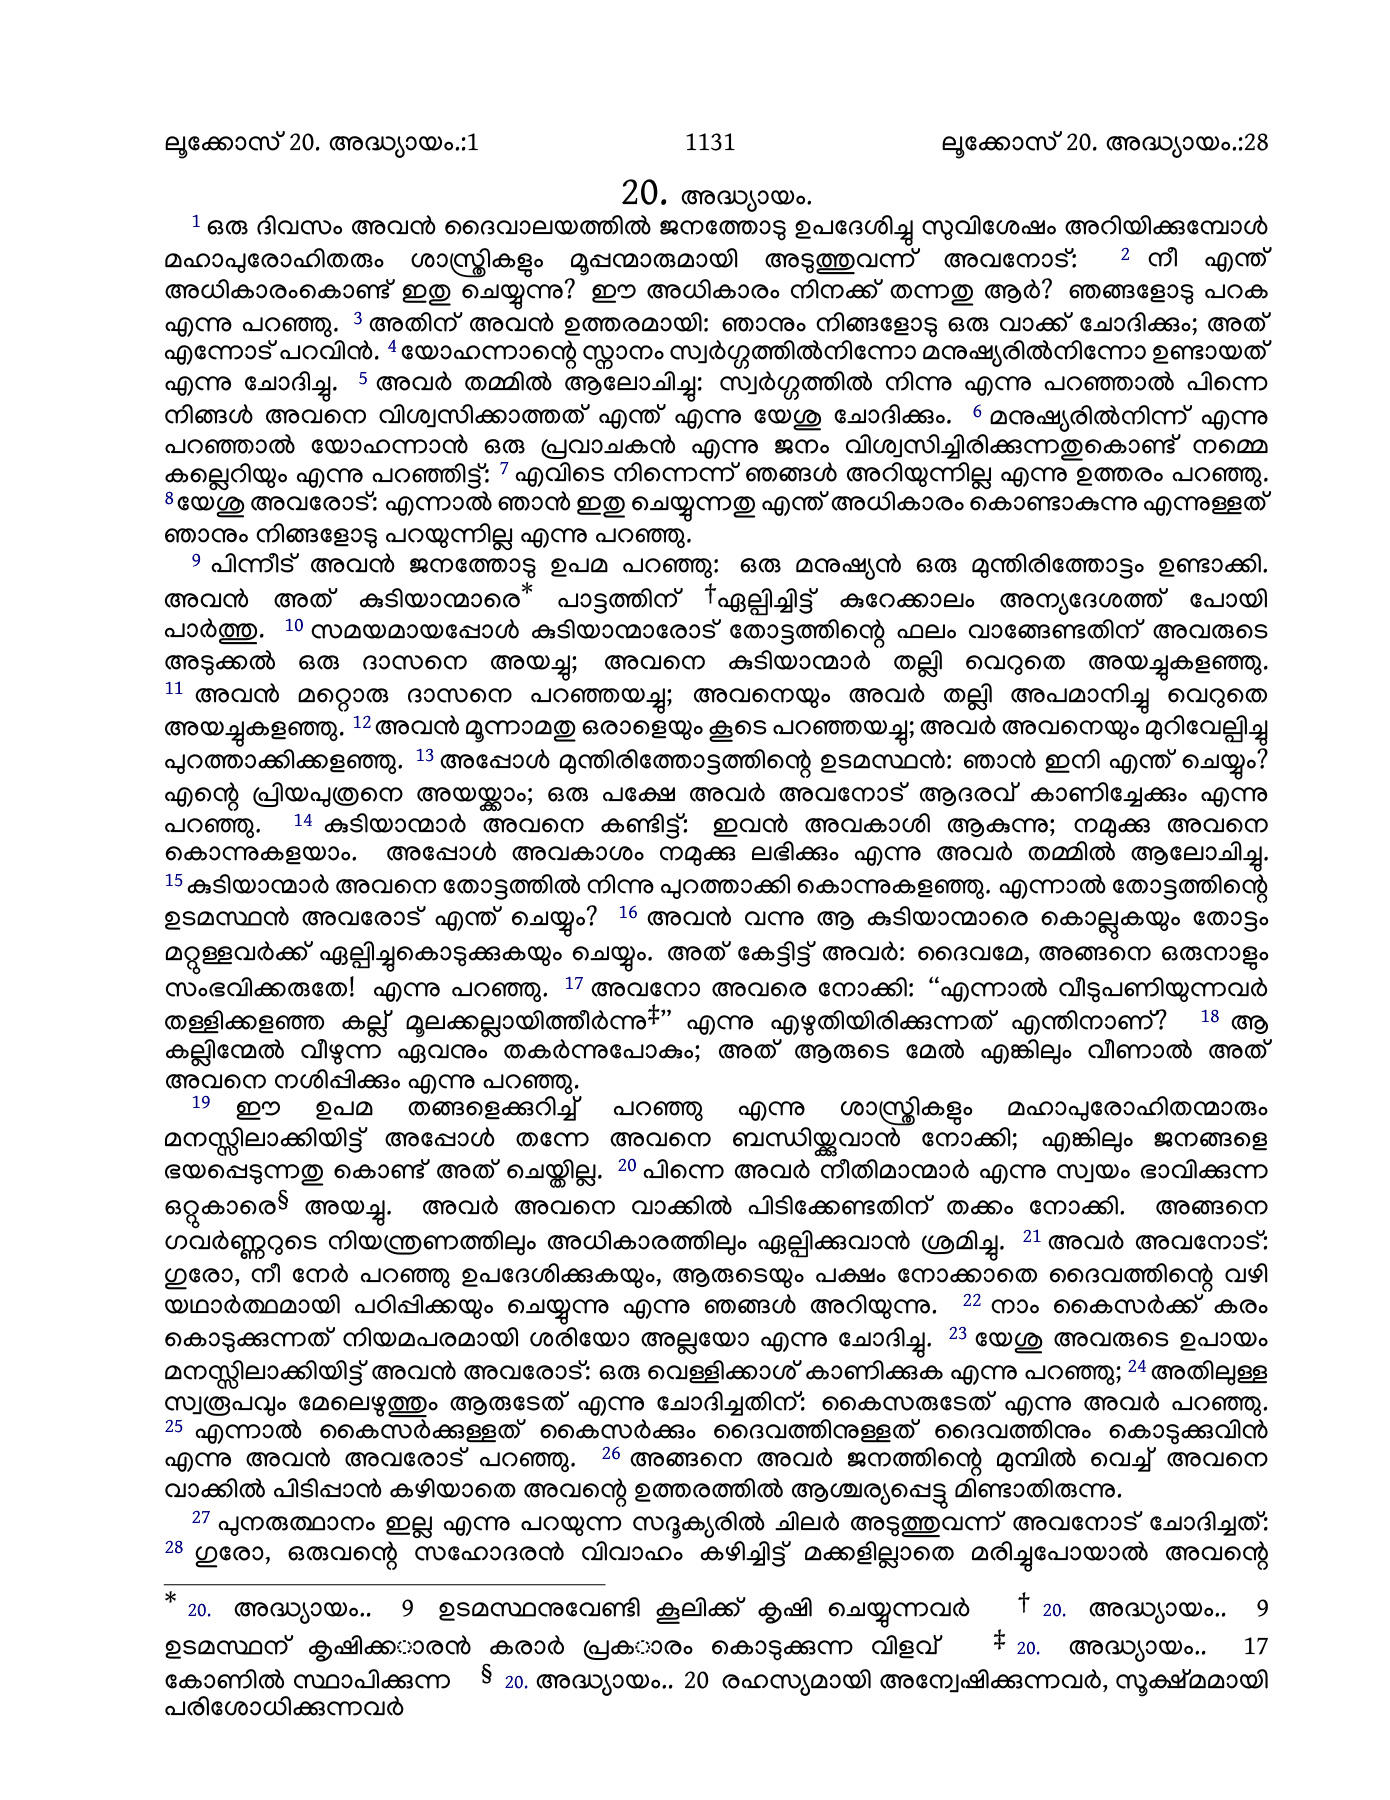 ലൂക്കോസ് 20. അദ്ധ്യായം.:1 1131 ലൂക്കോസ് 20. അദ്ധ്യായം.:28
20. അദ്ധ്യായം.
1 ഒരു ദിവസം അവൻ ദൈവാലയത്തിൽ ജനത്തോടു ഉപദേശിച്ചു സുവിശേഷം അറിയിക്കുമ്പോൾ
മഹാപുരോഹിതരും ശാസ്ത്രികളും മൂപ്പന്മാരുമായി അടുത്തുവന്ന് അവനോട്: 2 നീ എന്ത്
അധികാരംകൊണ്ട് ഇതു ചെയ്യുന്നു? ഈ അധികാരം നിനക്ക് തന്നതു ആർ? ഞങ്ങളോടു പറക
എന്നു പറഞ്ഞു. 3 അതിന് അവൻ ഉത്തരമായി: ഞാനും നിങ്ങളോടു ഒരു വാക്ക് ചോദിക്കും; അത്
എന്നോട് പറവിൻ. 4 യോഹന്നാന്റെ സ്നാനം സ്വർഗ്ഗത്തിൽനിന്നോ മനുഷ്യരിൽനിന്നോ ഉണ്ടായത്
എന്നു ചോദിച്ചു. 5 അവർ തമ്മിൽ ആലോചിച്ചു: സ്വർഗ്ഗത്തിൽ നിന്നു എന്നു പറഞ്ഞാൽ പിന്നെ
നിങ്ങൾ അവനെ വിശ്വസിക്കാത്തത് എന്ത് എന്നു യേശു ചോദിക്കും. 6 മനുഷ്യരിൽനിന്ന് എന്നു
പറഞ്ഞാൽ യോഹന്നാൻ ഒരു പ്രവാചകൻ എന്നു ജനം വിശ്വസിച്ചിരിക്കുന്നതുകൊണ്ട് നമ്മെ
കല്ലെറിയും എന്നു പറഞ്ഞിട്ട്: 7 എവിടെ നിന്നെന്ന് ഞങ്ങൾ അറിയുന്നില്ല എന്നു ഉത്തരം പറഞ്ഞു.
8 യേശു അവരോട്: എന്നാൽ ഞാൻ ഇതു ചെയ്യുന്നതു എന്ത് അധികാരം കൊണ്ടാകുന്നു എന്നുള്ളത്
ഞാനും നിങ്ങളോടു പറയുന്നില്ല എന്നു പറഞ്ഞു.
9 പിന്നീട് അവൻ ജനത്തോടു ഉപമ പറഞ്ഞു: ഒരു മനുഷ്യൻ ഒരു മുന്തിരിത്തോട്ടം ഉണ്ടാക്കി.
അവൻ അത് കുടിയാന്മാരെ* പാട്ടത്തിന് †ഏല്പിച്ചിട്ട് കുറേക്കാലം അന്യദേശത്ത് പോയി
പാർത്തു. 10 സമയമായപ്പോൾ കുടിയാന്മാരോട് തോട്ടത്തിന്റെ ഫലം വാങ്ങേണ്ടതിന് അവരുടെ
അടുക്കൽ ഒരു ദാസനെ അയച്ചു; അവനെ കുടിയാന്മാർ തല്ലി വെറുതെ അയച്ചുകളഞ്ഞു.
11 അവൻ മറ്റൊരു ദാസനെ പറഞ്ഞയച്ചു; അവനെയും അവർ തല്ലി അപമാനിച്ചു വെറുതെ
അയച്ചുകളഞ്ഞു. 12 അവൻ മൂന്നാമതു ഒരാളെയും കൂടെ പറഞ്ഞയച്ചു; അവർ അവനെയും മുറിവേല്പിച്ചു
പുറത്താക്കിക്കളഞ്ഞു. 13 അപ്പോൾ മുന്തിരിത്തോട്ടത്തിന്റെ ഉടമസ്ഥൻ: ഞാൻ ഇനി എന്ത് ചെയ്യും?
എന്റെ പ്രിയപുത്രനെ അയയ്ക്കാം; ഒരു പക്ഷേ അവർ അവനോട് ആദരവ് കാണിച്ചേക്കും എന്നു
പറഞ്ഞു. 14 കുടിയാന്മാർ അവനെ കണ്ടിട്ട്: ഇവൻ അവകാശി ആകുന്നു; നമുക്കു അവനെ
കൊന്നുകളയാം. അപ്പോൾ അവകാശം നമുക്കു ലഭിക്കും എന്നു അവർ തമ്മിൽ ആലോചിച്ചു.
15 കുടിയാന്മാർ അവനെ തോട്ടത്തിൽ നിന്നു പുറത്താക്കി കൊന്നുകളഞ്ഞു. എന്നാൽ തോട്ടത്തിന്റെ
ഉടമസ്ഥൻ അവരോട് എന്ത് ചെയ്യും? 16 അവൻ വന്നു ആ കുടിയാന്മാരെ കൊല്ലുകയും തോട്ടം
മറ്റുള്ളവർക്ക് ഏല്പിച്ചുകൊടുക്കുകയും ചെയ്യും. അത് കേട്ടിട്ട് അവർ: ദൈവമേ, അങ്ങനെ ഒരുനാളും
സംഭവിക്കരുതേ! എന്നു പറഞ്ഞു. 17 അവനോ അവരെ നോക്കി: “എന്നാൽ വീടുപണിയുന്നവർ
തള്ളിക്കളഞ്ഞ കല്ല് മൂലക്കല്ലായിത്തീർന്നു‡” എന്നു എഴുതിയിരിക്കുന്നത് എന്തിനാണ്? 18 ആ
കല്ലിന്മേൽ വീഴുന്ന ഏവനും തകർന്നുപോകും; അത് ആരുടെ മേൽ എങ്കിലും വീണാൽ അത്
അവനെ നശിപ്പിക്കും എന്നു പറഞ്ഞു.
19 ഈ ഉപമ തങ്ങളെക്കുറിച്ച് പറഞ്ഞു എന്നു ശാസ്ത്രികളും മഹാപുരോഹിതന്മാരും
മനസ്സിലാക്കിയിട്ട് അപ്പോൾ തന്നേ അവനെ ബന്ധിയ്ക്കുവാൻ നോക്കി; എങ്കിലും ജനങ്ങളെ
ഭയപ്പെടുന്നതു കൊണ്ട് അത് ചെയ്തില്ല. 20 പിന്നെ അവർ നീതിമാന്മാർ എന്നു സ്വയം ഭാവിക്കുന്ന
ഒറ്റുകാരെ§ അയച്ചു. അവർ അവനെ വാക്കിൽ പിടിക്കേണ്ടതിന് തക്കം നോക്കി. അങ്ങനെ
ഗവർണ്ണറുടെ നിയന്ത്രണത്തിലും അധികാരത്തിലും ഏല്പിക്കുവാൻ ശ്രമിച്ചു. 21 അവർ അവനോട്:
ഗുരോ, നീ നേർ പറഞ്ഞു ഉപദേശിക്കുകയും, ആരുടെയും പക്ഷം നോക്കാതെ ദൈവത്തിന്റെ വഴി
യഥാർത്ഥമായി പഠിപ്പിക്കയും ചെയ്യുന്നു എന്നു ഞങ്ങൾ അറിയുന്നു. 22 നാം കൈസർക്ക് കരം
കൊടുക്കുന്നത് നിയമപരമായി ശരിയോ അല്ലയോ എന്നു ചോദിച്ചു. 23 യേശു അവരുടെ ഉപായം
മനസ്സിലാക്കിയിട്ട് അവൻ അവരോട്: ഒരു വെള്ളിക്കാശ് കാണിക്കുക എന്നു പറഞ്ഞു; 24 അതിലുള്ള
സ്വരൂപവും മേലെഴുത്തും ആരുടേത് എന്നു ചോദിച്ചതിന്: കൈസരുടേത് എന്നു അവർ പറഞ്ഞു.
25 എന്നാൽ കൈസർക്കുള്ളത് കൈസർക്കും ദൈവത്തിനുള്ളത് ദൈവത്തിനും കൊടുക്കുവിൻ
എന്നു അവൻ അവരോട് പറഞ്ഞു. 26 അങ്ങനെ അവർ ജനത്തിന്റെ മുമ്പിൽ വെച്ച് അവനെ
വാക്കിൽ പിടിപ്പാൻ കഴിയാതെ അവന്റെ ഉത്തരത്തിൽ ആശ്ചര്യപ്പെട്ടു മിണ്ടാതിരുന്നു.
27 പുനരുത്ഥാനം ഇല്ല എന്നു പറയുന്ന സദൂക്യരിൽ ചിലർ അടുത്തുവന്ന് അവനോട് ചോദിച്ചത്:
28 ഗുരോ, ഒരുവന്റെ സഹോദരൻ വിവാഹം കഴിച്ചിട്ട് മക്കളില്ലാതെ മരിച്ചുപോയാൽ അവന്റെ
* 20. അദ്ധ്യായം.. 9 ഉടമസ്ഥനുവേണ്ടി കൂലിക്ക് കൃഷി ചെയ്യുന്നവർ † 20. അദ്ധ്യായം.. 9
ഉടമസ്ഥന് കൃഷിക്ക◌ാരൻ കരാർ പ്രക◌ാരം കൊടുക്കുന്ന വിളവ് ‡ 20. അദ്ധ്യായം.. 17
കോണിൽ സ്ഥാപിക്കുന്ന § 20. അദ്ധ്യായം.. 20 രഹസ്യമായി അന്വേഷിക്കുന്നവർ, സൂക്ഷ്മമായി
പരിശോധിക്കുന്നവർ